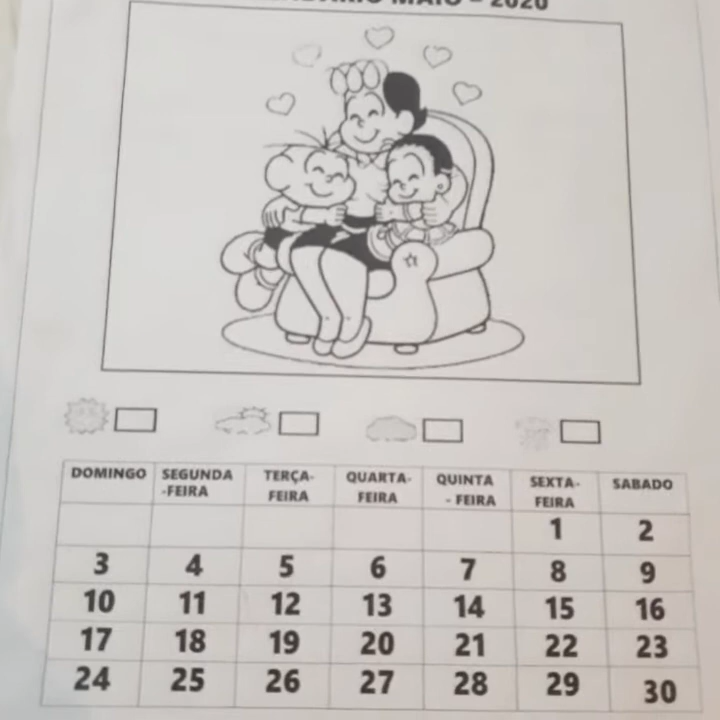 MAIO – 2020
DOMINGO SEGUNDA -FEIRA TERÇA- FEIRA QUARTA- FEIRA QUINTA - FEIRA SEXTA- FEIRA SABADO
1 2
3 4 5 6 7 8 9
10 11 12 13 14 15 16
17 18 19 20 21 22 23
24 25 26 27 28 29 30